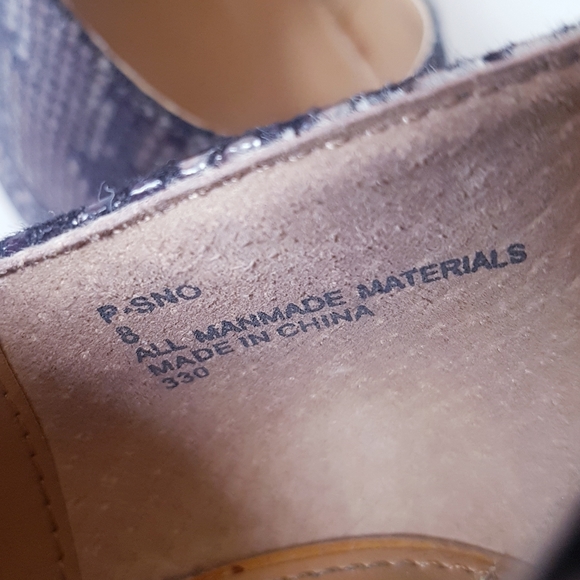 P.SNO
8
ALL MANMADE MATERIALS
MADE IN CHINA
330